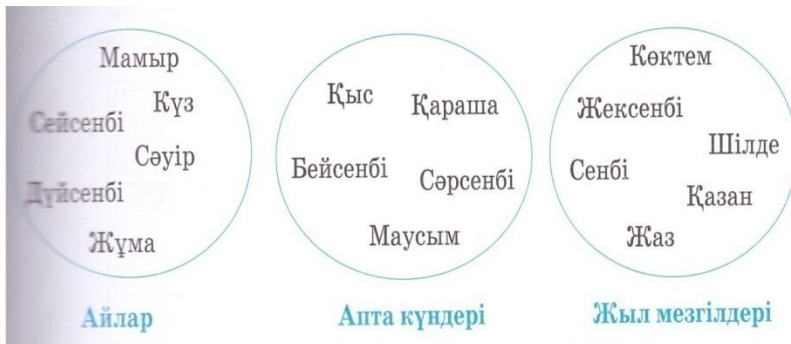 Мамыр
Күз
Сейсенбі
Сәуір
Дүйсенбі
Жұма
Айлар
Қыс
Қараша
Бейсенбі
Сәрсенбі
Маусым
Апта күндері
Көктем
Жексенбі
Шілде
Сенбі
Қазан
Жаз
Жыл мезгілдері